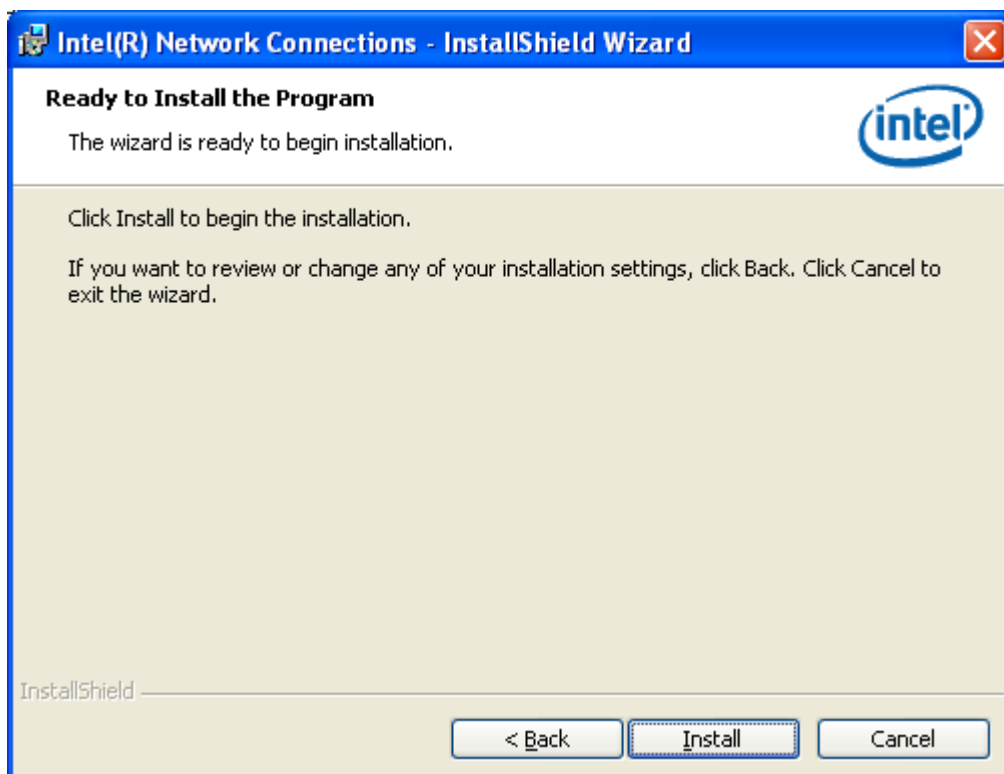 Intel(R) Network Connections - InstallShield Wizard
Ready to Install the Program
The wizard is ready to begin installation.
intel
Click Install to begin the installation.
If you want to review or change any of your installation settings, click Back. Click Cancel to
exit the wizard.
InstallShield
< Back
Install
Cancel